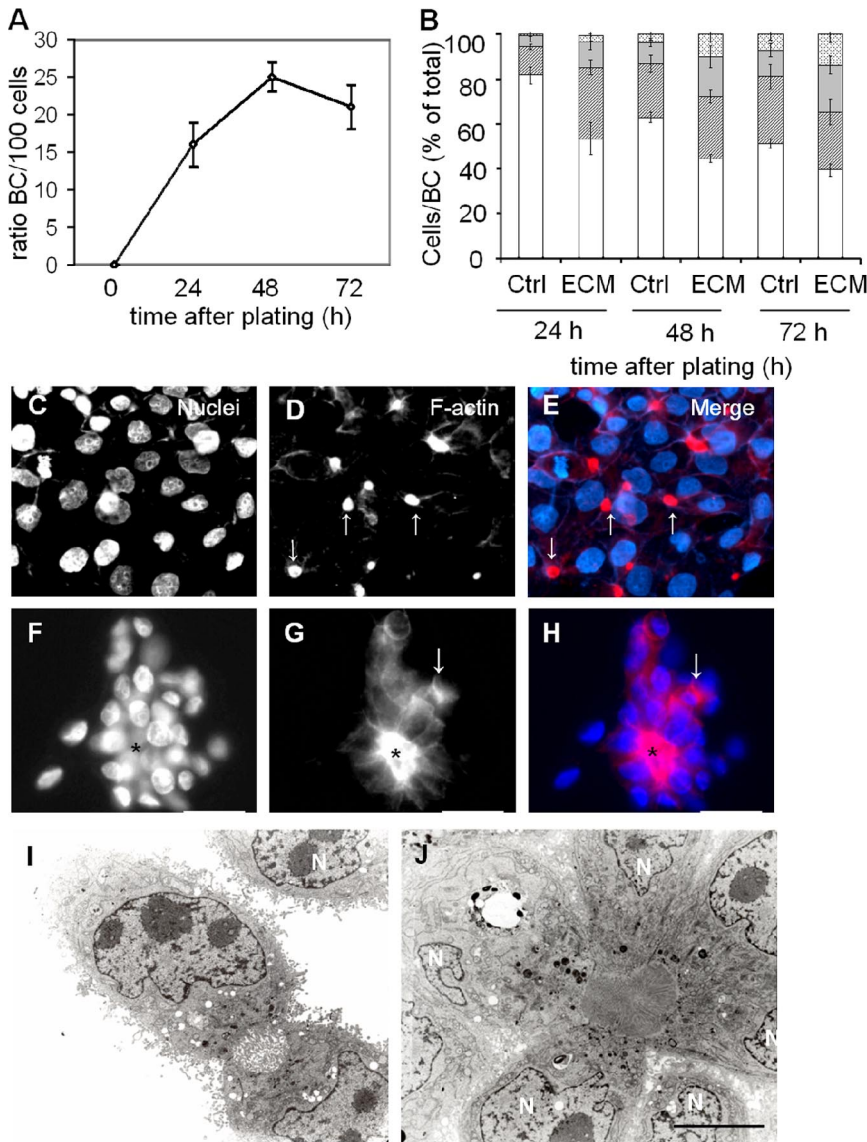 A
ratio BC/100 cells
30
25
20
15
10
5
0
0 24 48 72
time after plating (h)
B
Cells/BC (% of total)
100
80
60
40
20
0
Ctrl ECM Ctrl ECM Ctrl ECM
24 h 48 h 72 h
time after plating (h)
C Nuclei
D F-actin
E Merge
F *
G *
H *
I N
J N N N N N